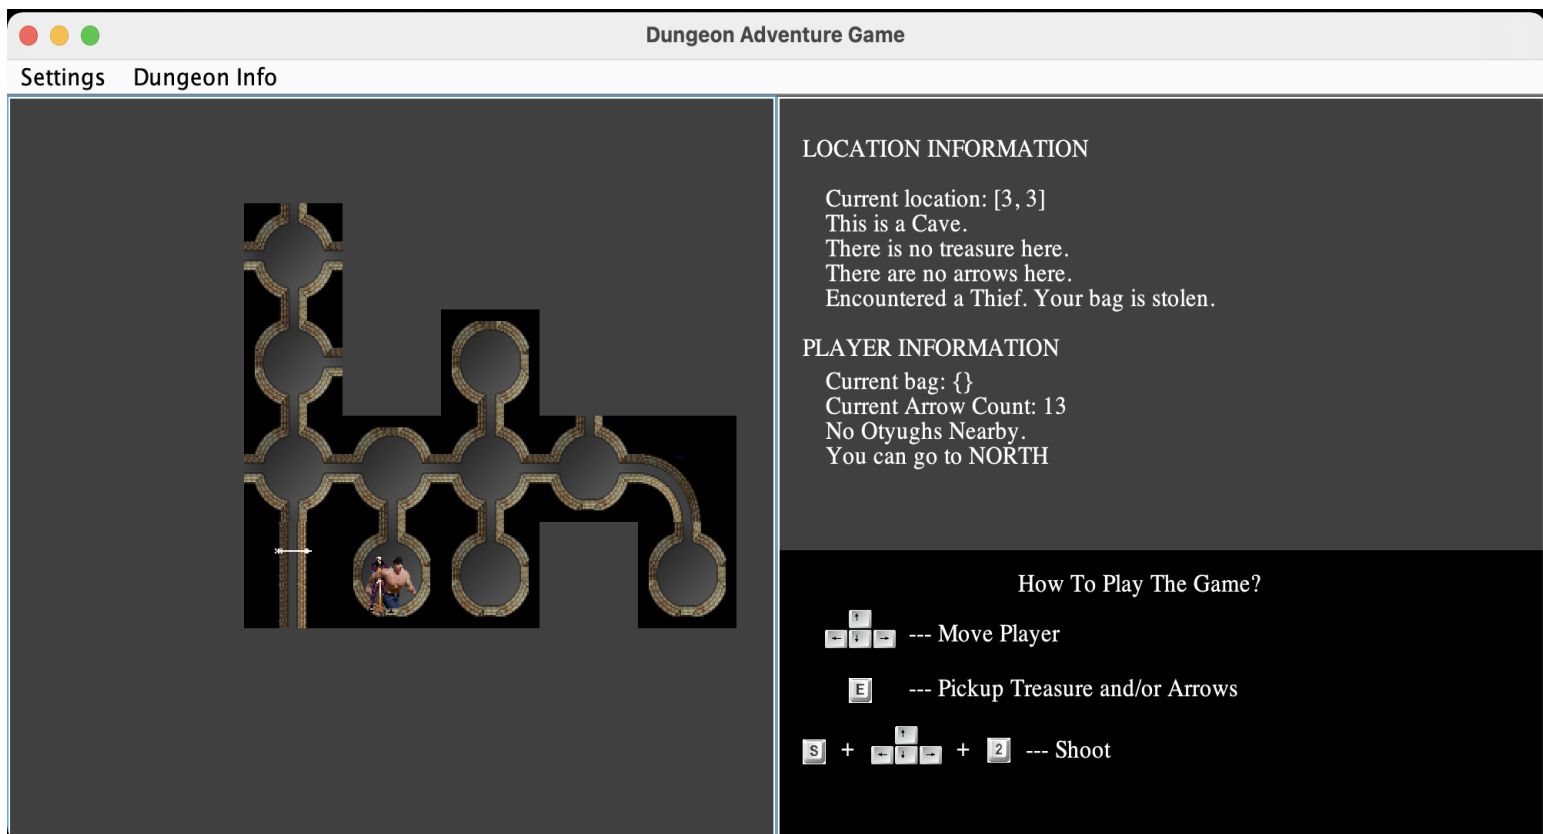 Dungeon Adventure Game
Settings Dungeon Info
LOCATION INFORMATION
Current location: [3, 3]
This is a Cave.
There is no treasure here.
There are no arrows here.
Encountered a Thief. Your bag is stolen.
PLAYER INFORMATION
Current bag: {}
Current Arrow Count: 13
No Otyughs Nearby.
You can go to NORTH
How To Play The Game?
↑
← ↓ → --- Move Player
E --- Pickup Treasure and/or Arrows
↑
S + ← ↓ → + 2 --- Shoot